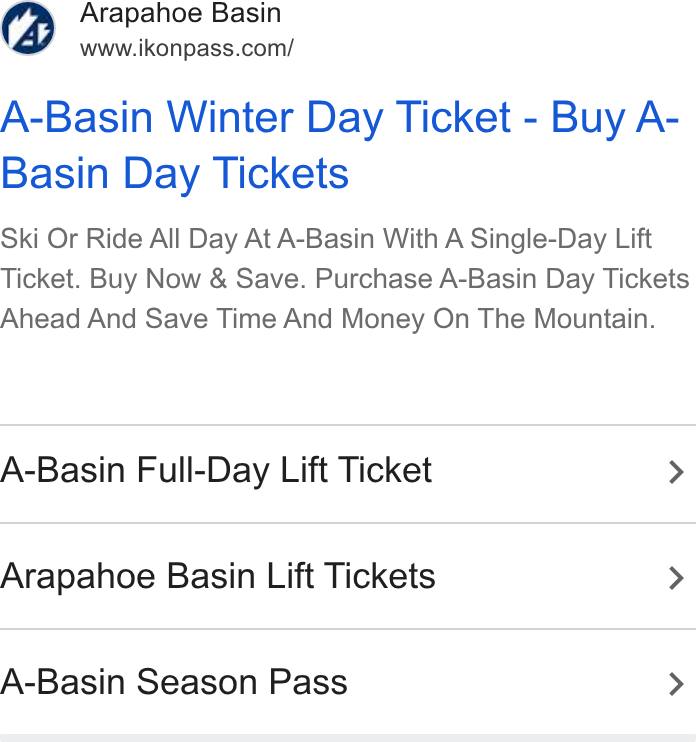 Arapahoe Basin
www.ikonpass.com/
A-Basin Winter Day Ticket - Buy A-
Basin Day Tickets
Ski Or Ride All Day At A-Basin With A Single-Day Lift
Ticket. Buy Now & Save. Purchase A-Basin Day Tickets
Ahead And Save Time And Money On The Mountain.
A-Basin Full-Day Lift Ticket
Arapahoe Basin Lift Tickets
A-Basin Season Pass